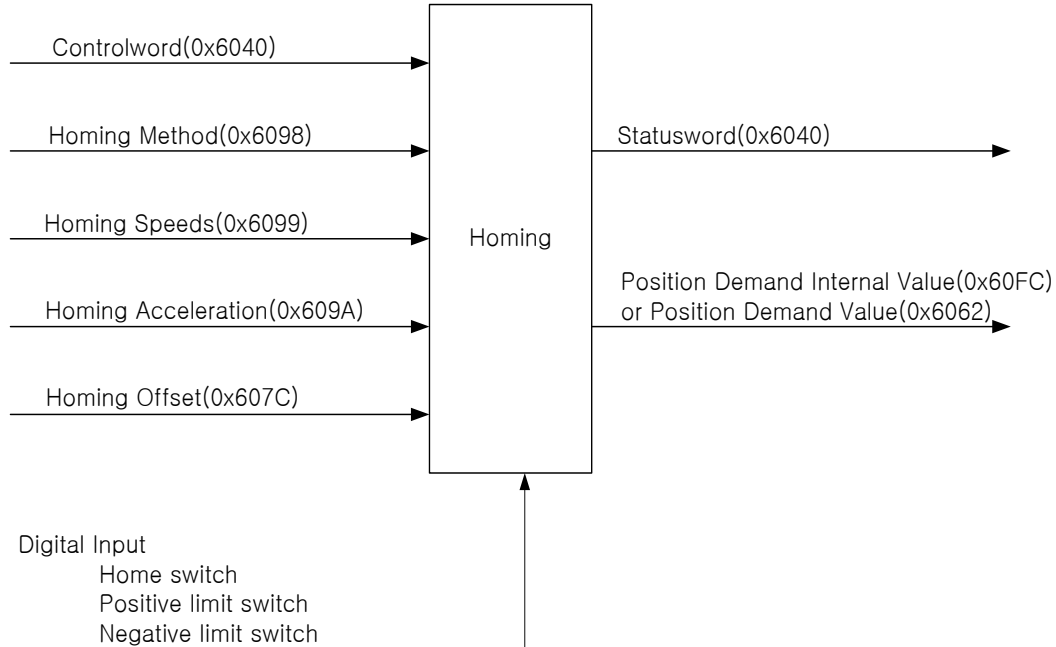 Controlword(0x6040)
Homing Method(0x6098)
Homing Speeds(0x6099)
Homing Acceleration(0x609A)
Homing Offset(0x607C)
Homing
Statusword(0x6040)
Position Demand Internal Value(0x60FC)
or Position Demand Value(0x6062)
Digital Input
Home switch
Positive limit switch
Negative limit switch